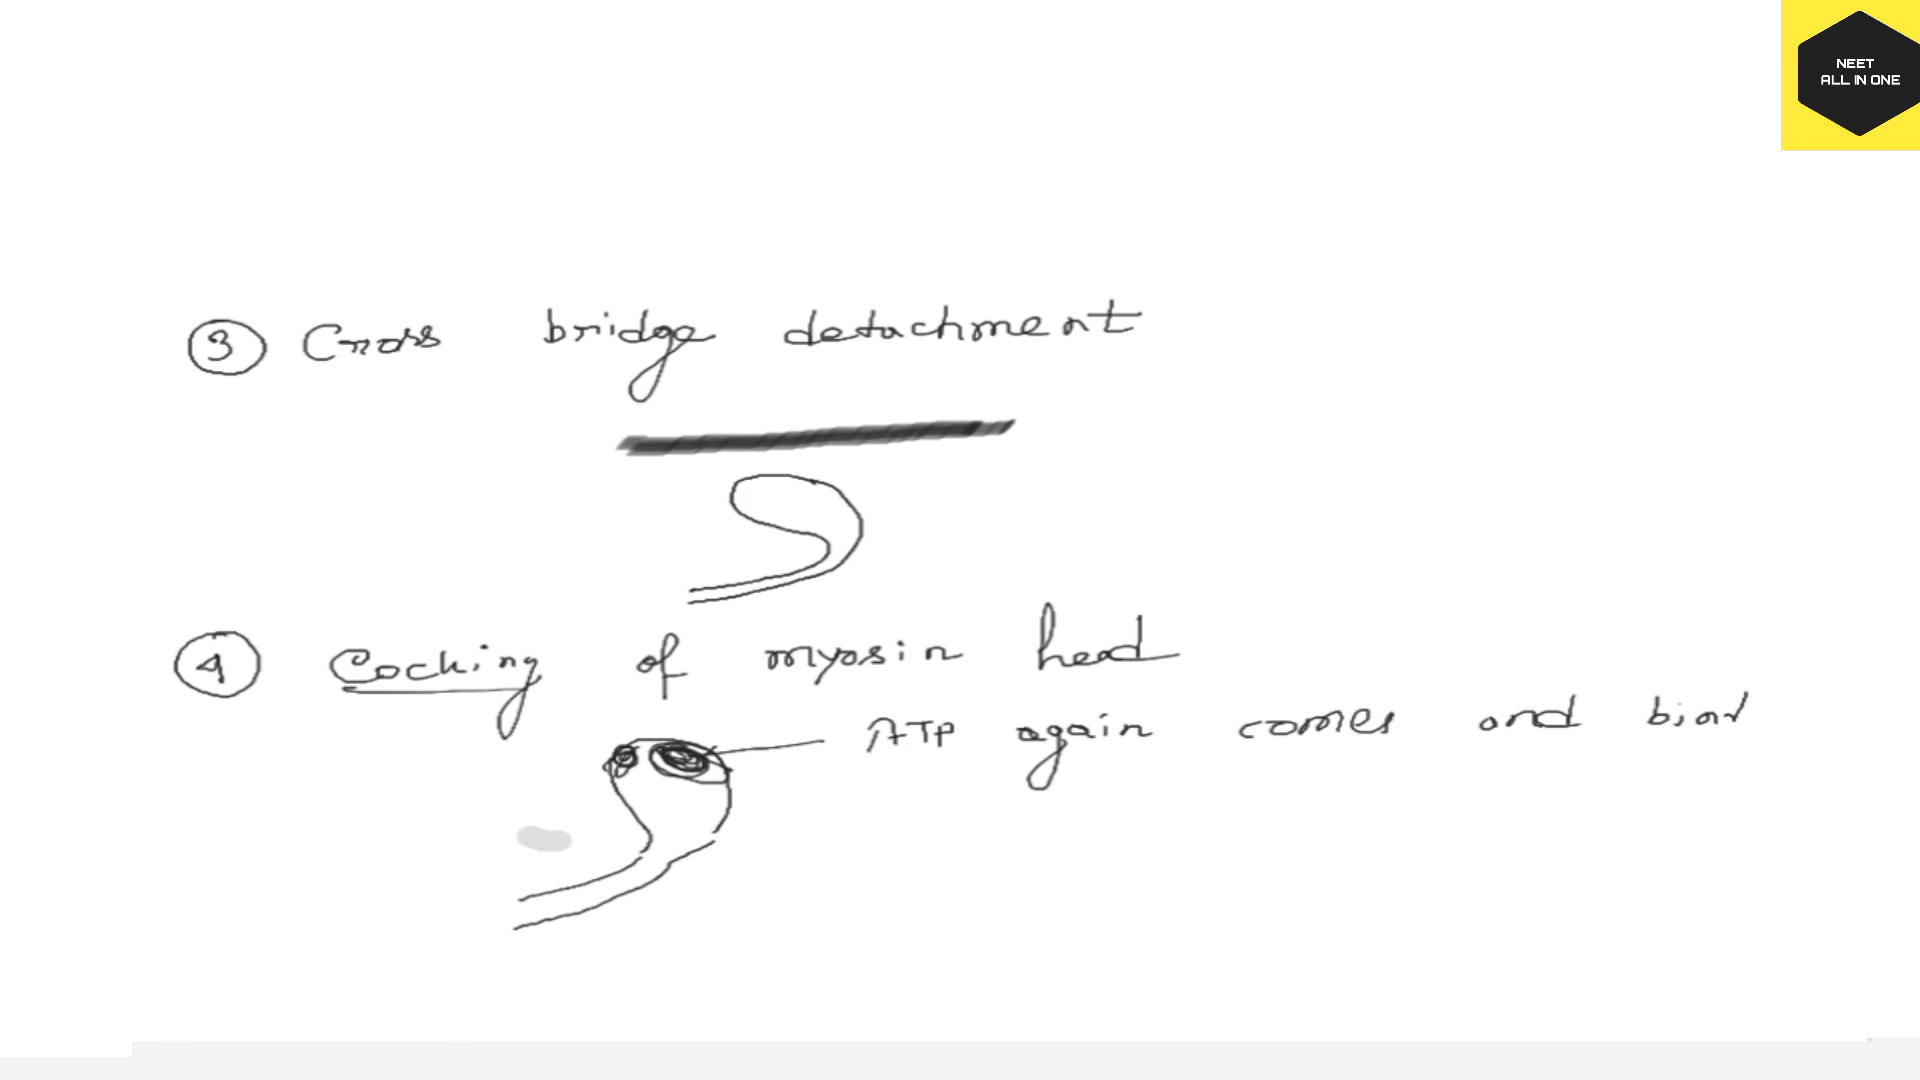 NEET
ALL IN ONE
3 Cross bridge detachment
4 Cocking of myosin head
ATP again comes and bind